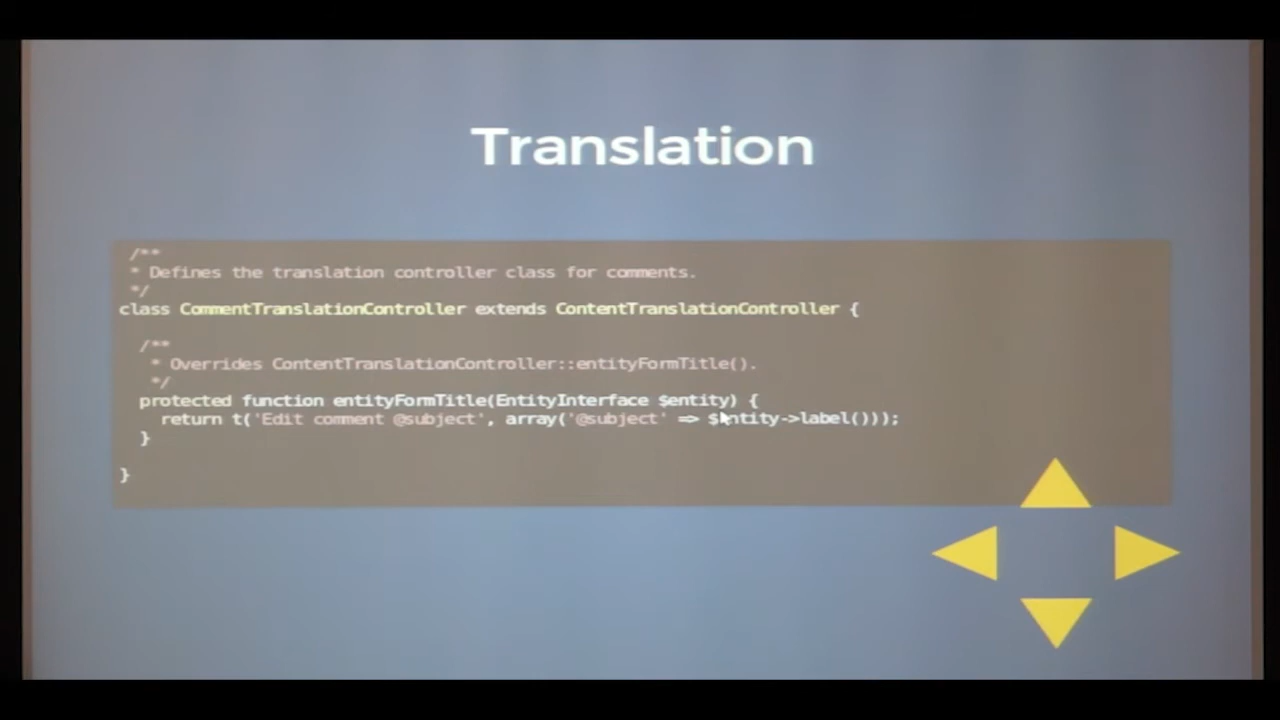 Translation
/**
* Defines the translation controller class for comments.
*/
class CommentTranslationController extends ContentTranslationController {
/**
* Overrides ContentTranslationController::entityFormTitle().
*/
protected function entityFormTitle(EntityInterface $entity) {
return t('Edit comment @subject', array('@subject' => $entity->label()));
}
}